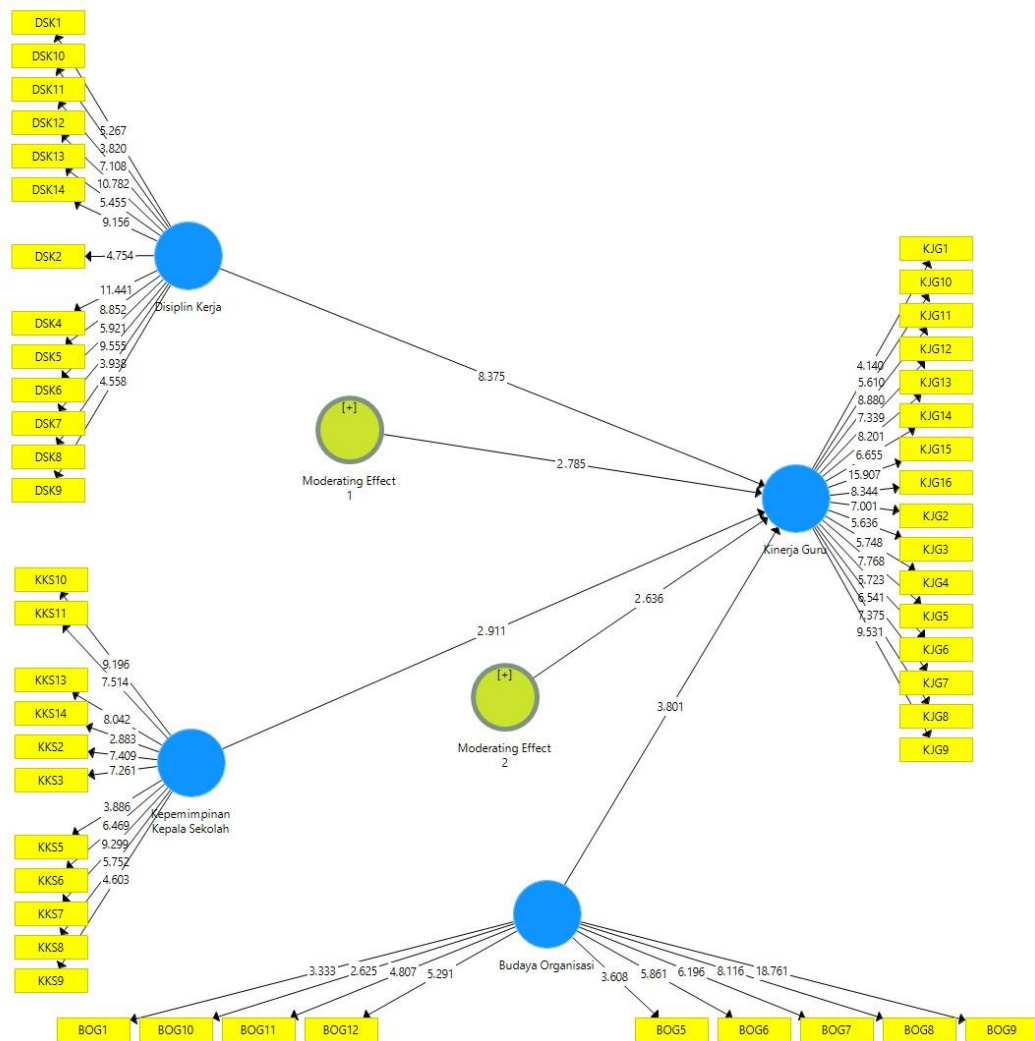 DSK1
DSK10
DSK11
DSK12
DSK13
DSK14
DSK2
DSK4
DSK5
DSK6
DSK7
DSK8
DSK9
5.267
3.820
7.108
10.782
5.455
9.156
4.754
11.441
8.852
5.921
9.555
3.938
4.558
Disiplin Kerja
8.375
[+]
Moderating Effect
1
2.785
KJG1
KJG10
KJG11
KJG12
KJG13
KJG14
KJG15
KJG16
KJG2
KJG3
KJG4
KJG5
KJG6
KJG7
KJG8
KJG9
4.140
5.610
8.880
7.339
8.201
6.655
15.907
8.344
7.001
5.636
5.748
7.768
5.723
6.541
7.375
9.531
Kinerja Guru
KKS10
KKS11
KKS13
KKS14
KKS2
KKS3
KKS5
KKS6
KKS7
KKS8
KKS9
9.196
7.514
8.042
2.883
7.409
7.261
3.886
6.469
9.299
5.752
4.603
Kepemimpinan
Kepala Sekolah
2.911
[+]
Moderating Effect
2
2.636
3.801
Budaya Organisasi
3.333
2.625
4.807
5.291
3.608
5.861
6.196
8.116
18.761
BOG1
BOG10
BOG11
BOG12
BOG5
BOG6
BOG7
BOG8
BOG9